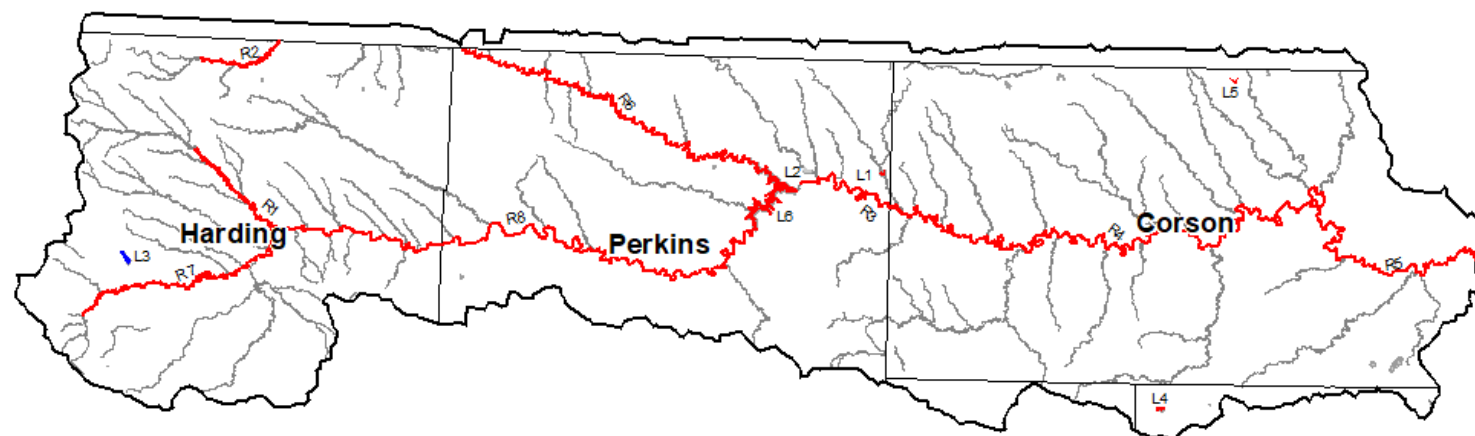 R2
R6
L5
L2
L1
R1
R3
L6
R8
Harding
Perkins
R4
Corson
L3
R7
R5
L4